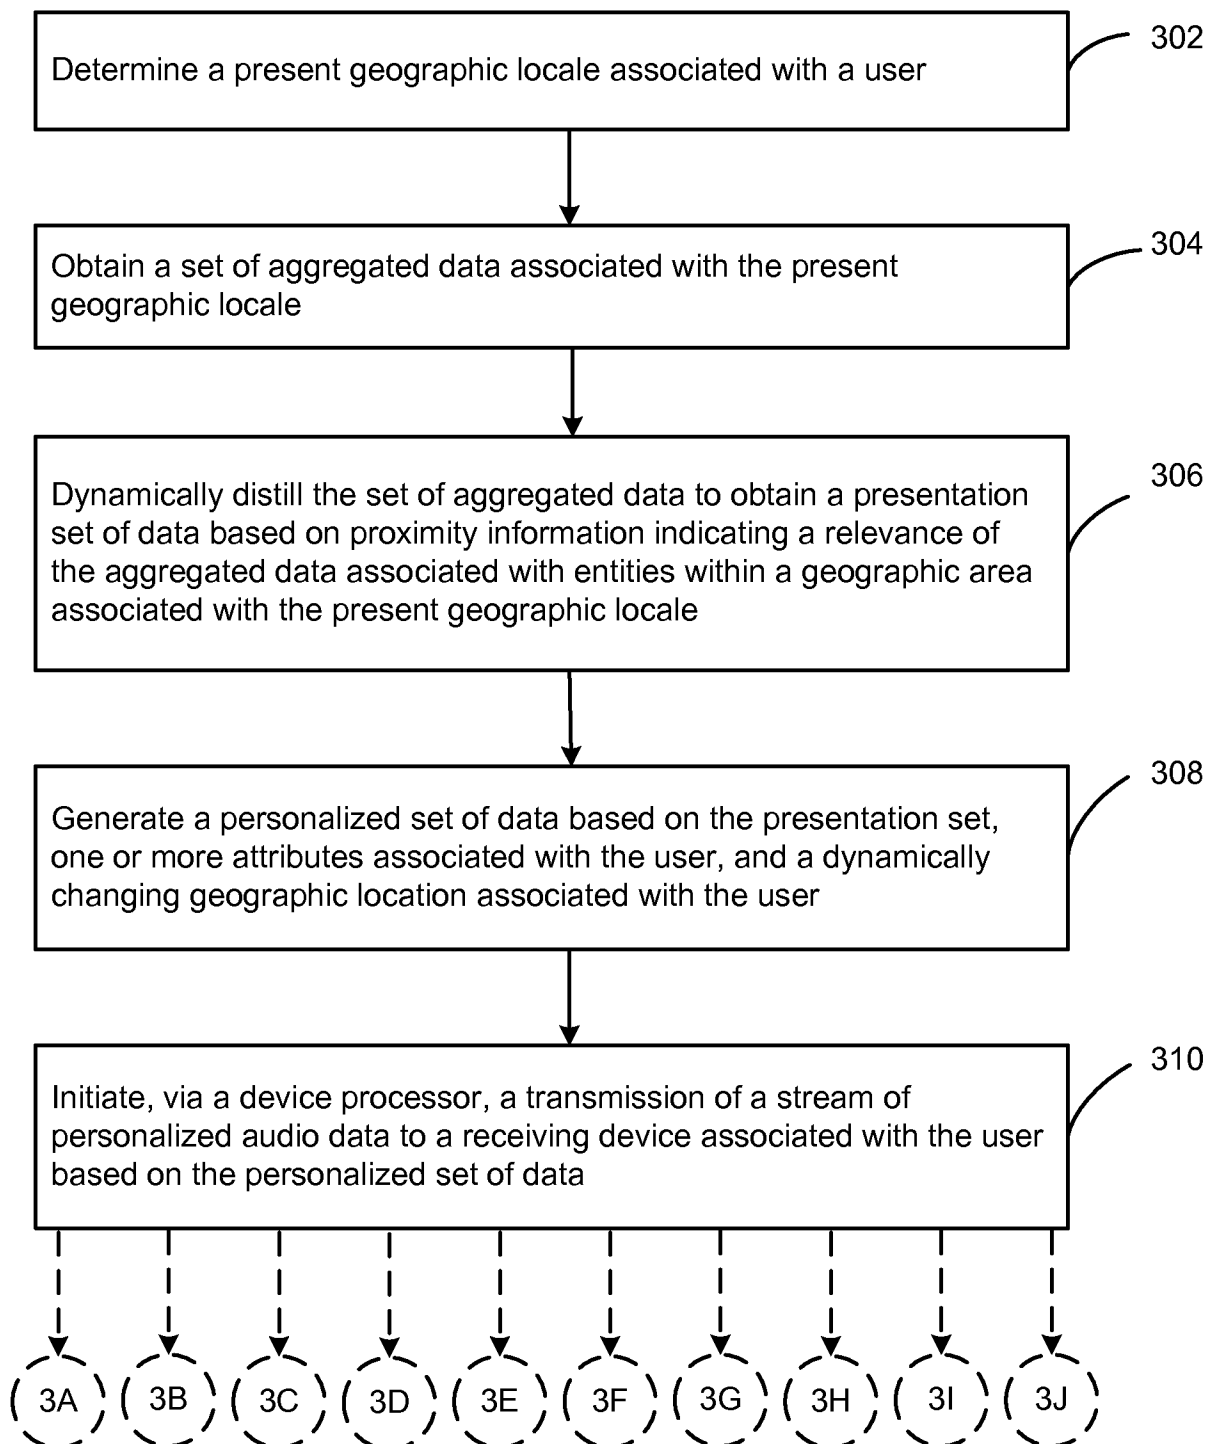 302
Determine a present geographic locale associated with a user
304
Obtain a set of aggregated data associated with the present
geographic locale
306
Dynamically distill the set of aggregated data to obtain a presentation
set of data based on proximity information indicating a relevance of
the aggregated data associated with entities within a geographic area
associated with the present geographic locale
308
Generate a personalized set of data based on the presentation set,
one or more attributes associated with the user, and a dynamically
changing geographic location associated with the user
310
Initiate, via a device processor, a transmission of a stream of
personalized audio data to a receiving device associated with the user
based on the personalized set of data
3A 3B 3C 3D 3E 3F 3G 3H 3I 3J